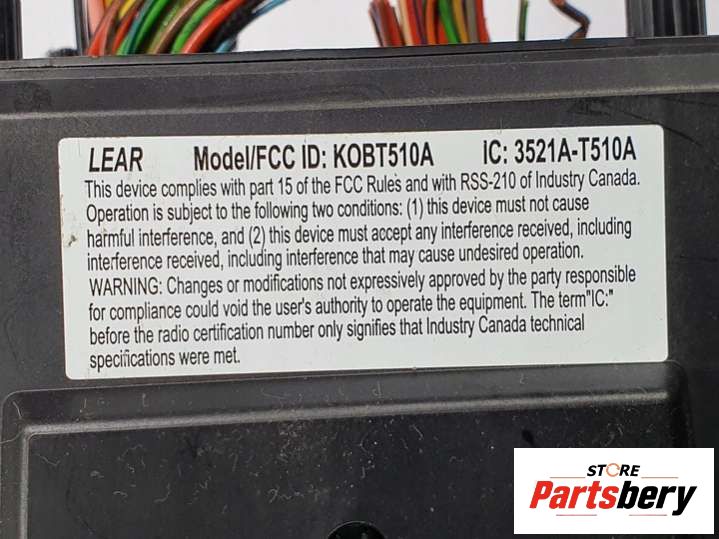 LEAR Model/FCC ID: KOBT510A IC: 3521A-T510A
This device complies with part 15 of the FCC Rules and with RSS-210 of Industry Canada.
Operation is subject to the following two conditions: (1) this device must not cause
harmful interference, and (2) this device must accept any interference received, including
interference received, including interference that may cause undesired operation.
WARNING: Changes or modifications not expressively approved by the party responsible
for compliance could void the user's authority to operate the equipment. The term"IC:"
before the radio certification number only signifies that Industry Canada technical
specifications were met.
STORE
Partsbery